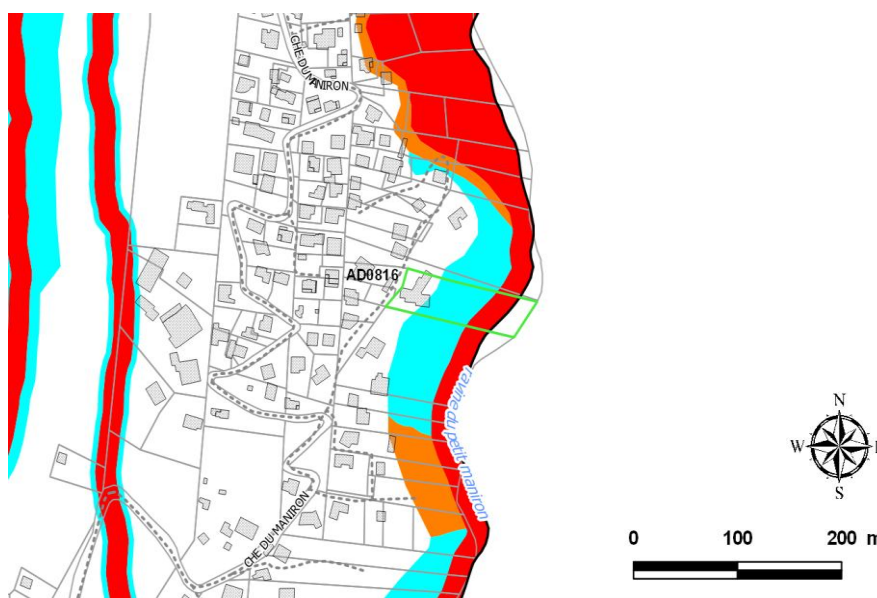 CHE DU MANIRON
AD0816
ravine du petit maniron
CHE DU MANIRON
N
W
S
0 100 200 m